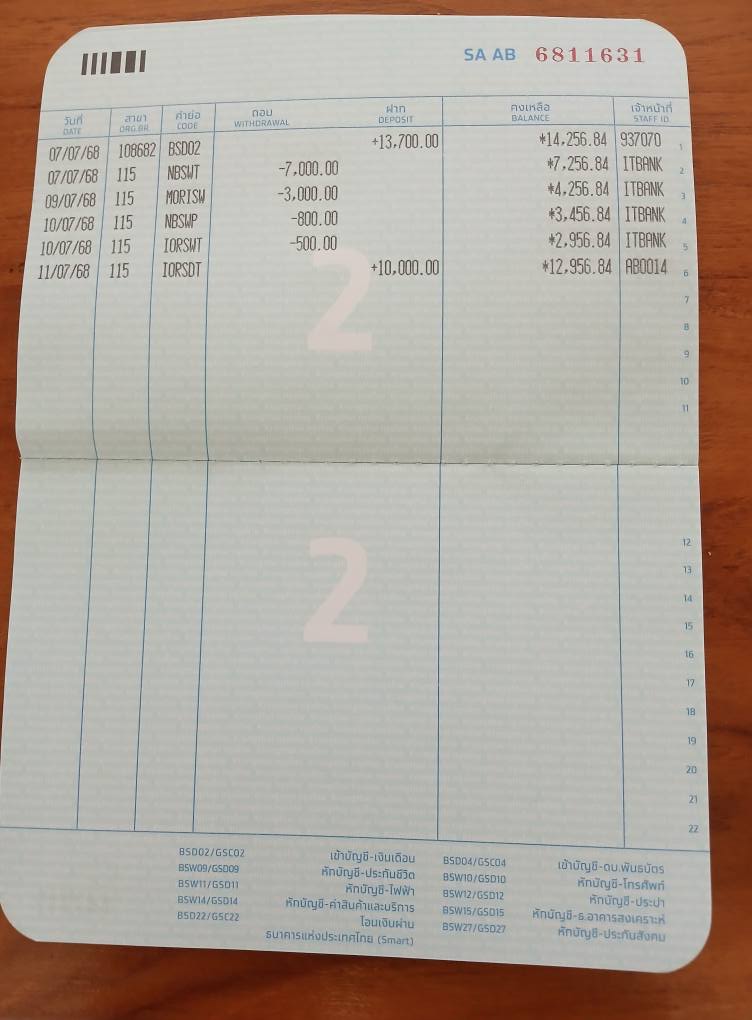 SA AB 6811631
วันที่ สาขา คำย่อ ถอน ฝาก คงเหลือ เจ้าหน้าที่
DATE ORG.BR. CODE WITHDRAWAL DEPOSIT BALANCE STAFF ID
07/07/68 108682 BSD02 +13,700.00 *14,256.84 937070 1
07/07/68 115 NBSWT -7,000.00 *7,256.84 ITBANK 2
09/07/68 115 MORISW -3,000.00 *4,256.84 ITBANK 3
10/07/68 115 NBSWP -800.00 *3,456.84 ITBANK 4
10/07/68 115 IORSWT -500.00 *2,956.84 ITBANK 5
11/07/68 115 IORSDT +10,000.00 *12,956.84 AB0014 6
2
7
8
9
10
11
2
12
13
14
15
16
17
18
19
20
21
22
BSD02/GSC02 เข้าบัญชี-เงินเดือน BSD04/GSC04 เข้าบัญชี-ดบ.พันธบัตร
BSW09/GSD09 หักบัญชี-ประกันชีวิต BSW10/GSD10 หักบัญชี-โทรศัพท์
BSW11/GSD11 หักบัญชี-ไฟฟ้า BSW12/GSD12 หักบัญชี-ประปา
BSW14/GSD14 หักบัญชี-ค่าสินค้าและบริการ BSW15/GSD15 หักบัญชี-ธ.อาคารสงเคราะห์
BSD22/GSC22 โอนเงินผ่าน BSW27/GSD27 หักบัญชี-ประกันสังคม
ธนาคารแห่งประเทศไทย (Smart)